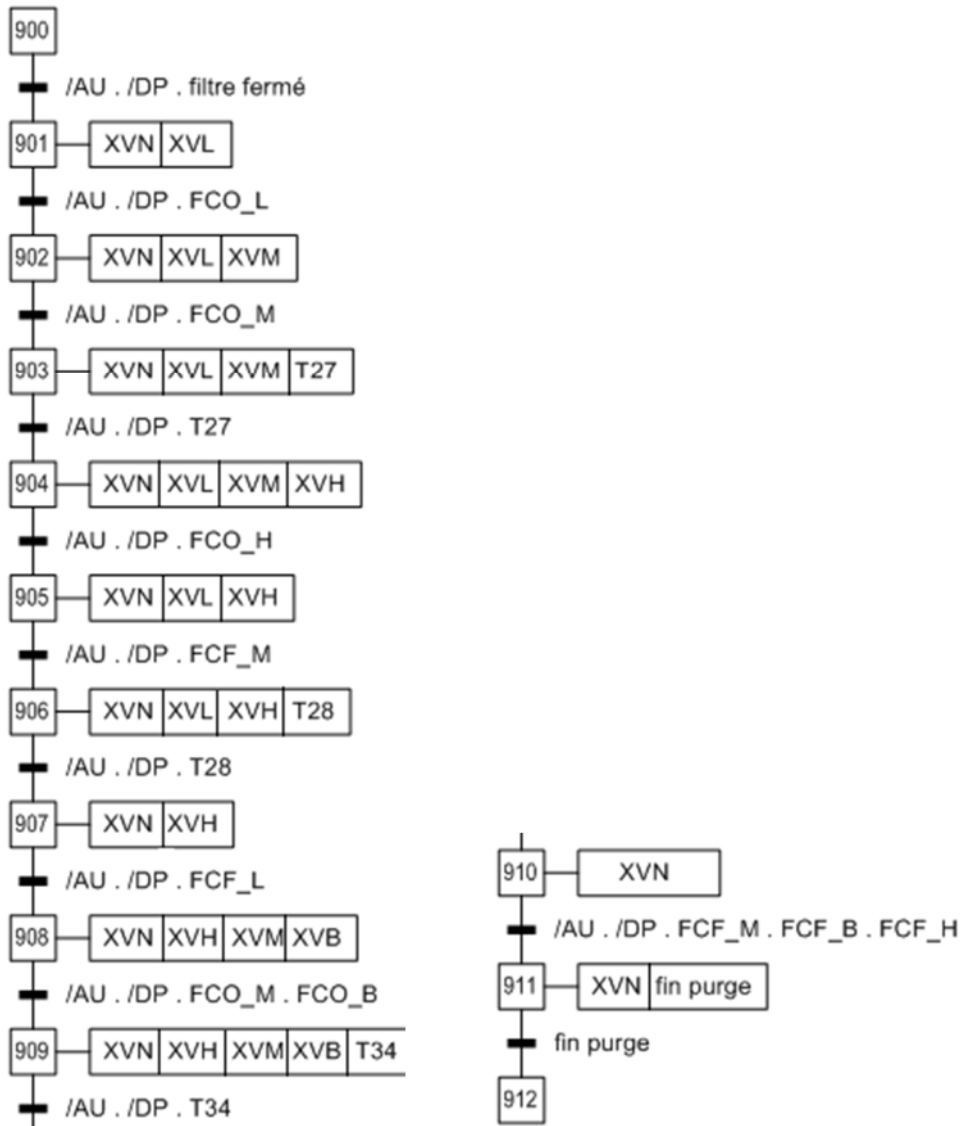 900
/AU . /DP . filtre fermé
901 XVN XVL
/AU . /DP . FCO_L
902 XVN XVL XVM
/AU . /DP . FCO_M
903 XVN XVL XVM T27
/AU . /DP . T27
904 XVN XVL XVM XVH
/AU . /DP . FCO_H
905 XVN XVL XVH
/AU . /DP . FCF_M
906 XVN XVL XVH T28
/AU . /DP . T28
907 XVN XVH
/AU . /DP . FCF_L
908 XVN XVH XVM XVB
/AU . /DP . FCO_M . FCO_B
909 XVN XVH XVM XVB T34
/AU . /DP . T34
910 XVN
/AU . /DP . FCF_M . FCF_B . FCF_H
911 XVN fin purge
fin purge
912